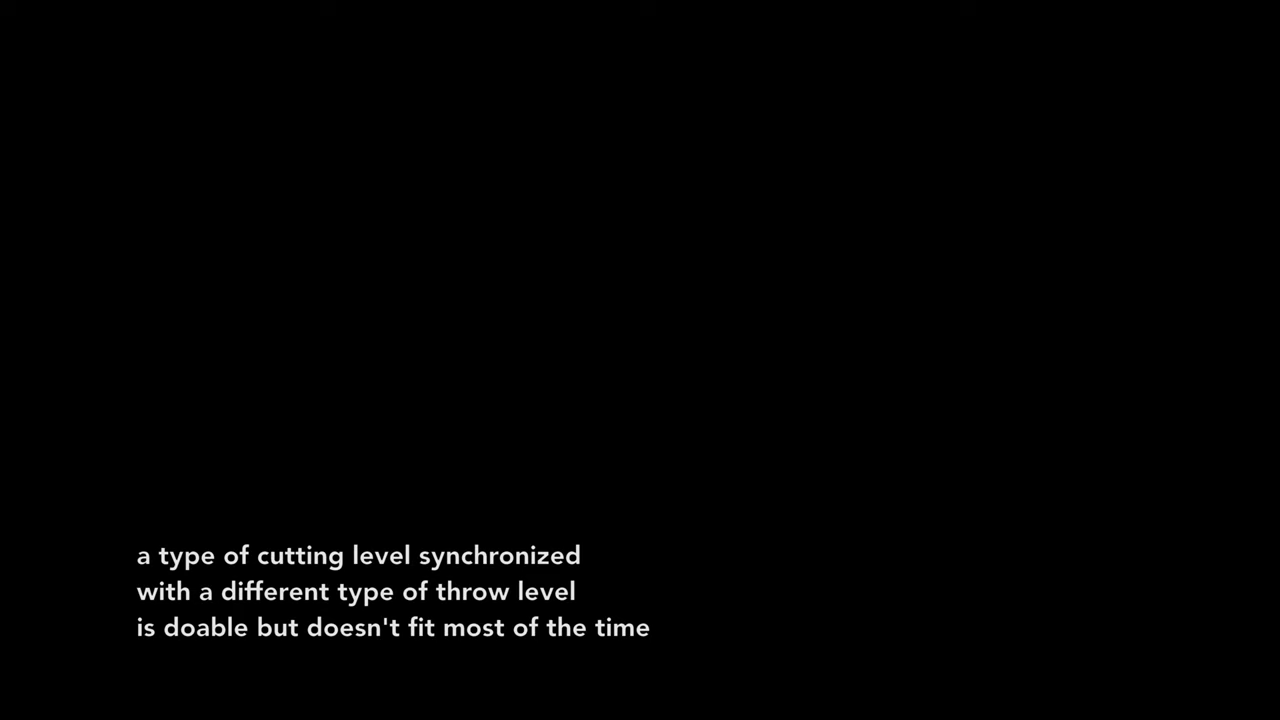 a type of cutting level synchronized
with a different type of throw level
is doable but doesn't fit most of the time